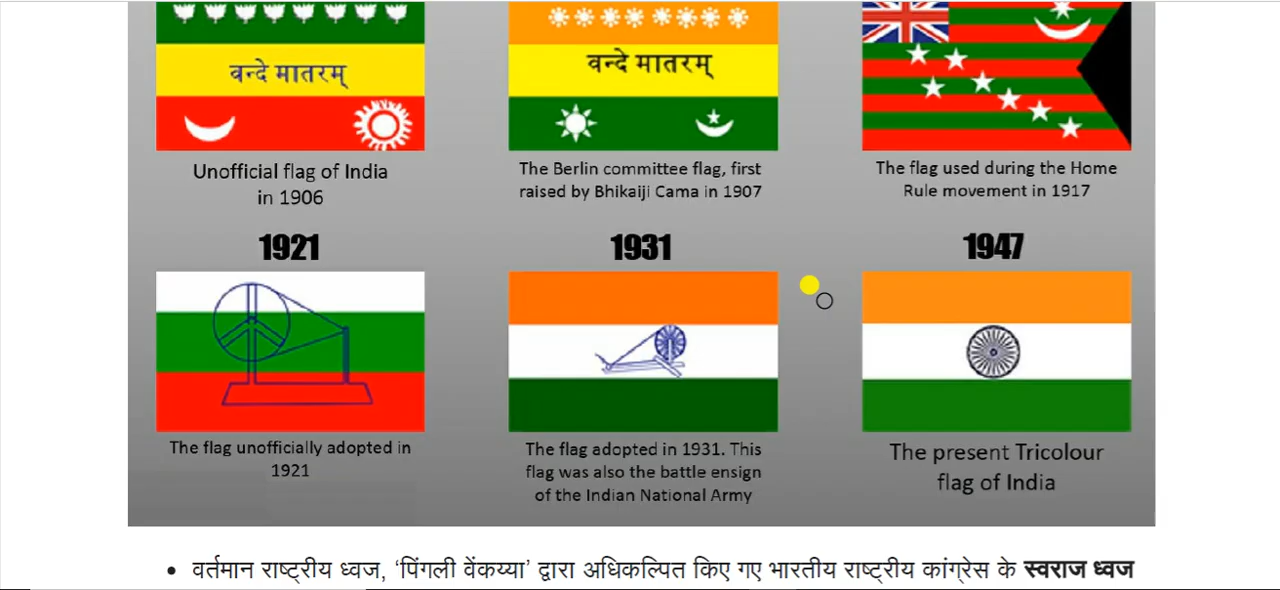 वन्दे मातरम्
वन्दे मातरम्
Unofficial flag of India
in 1906
The Berlin committee flag, first
raised by Bhikaiji Cama in 1907
The flag used during the Home
Rule movement in 1917
1921
1931
1947
The flag unofficially adopted in
1921
The flag adopted in 1931. This
flag was also the battle ensign
of the Indian National Army
The present Tricolour
flag of India
• वर्तमान राष्ट्रीय ध्वज, ‘पिंगली वेंकय्या’ द्वारा अधिकल्पित किए गए भारतीय राष्ट्रीय कांग्रेस के स्वराज ध्वज